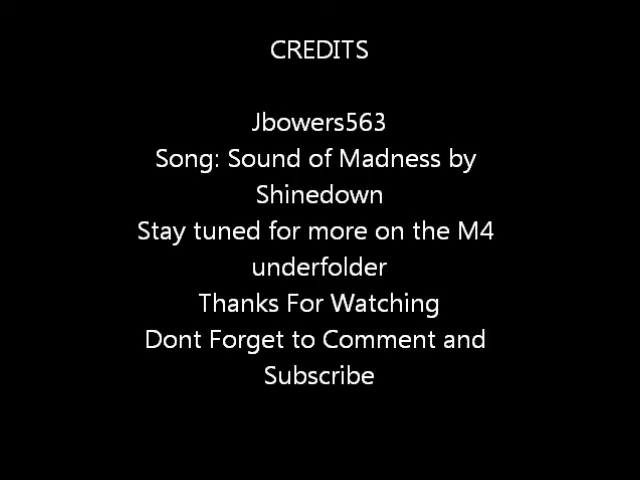 CREDITS
Jbowers563
Song: Sound of Madness by
Shinedown
Stay tuned for more on the M4
underfolder
Thanks For Watching
Dont Forget to Comment and
Subscribe